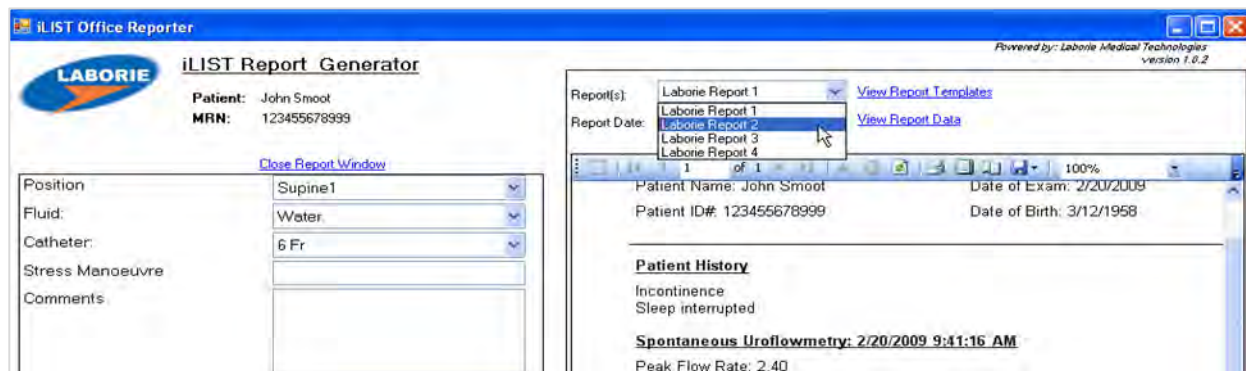 iLIST Office Reporter
Powered by: Laborie Medical Technologies
version 1.0.2
LABORIE
iLIST Report Generator
Patient: John Smoot
MRN: 123455678999
Close Report Window
Report(s): Laborie Report 1 View Report Templates
Laborie Report 1
Report Date: Laborie Report 2 View Report Data
Laborie Report 3
Laborie Report 4
Position Supine1
Fluid: Water
Catheter: 6 Fr
Stress Manoeuvre
Comments
1 of 1 100%
Patient Name: John Smoot Date of Exam: 2/20/2009
Patient ID#: 123455678999 Date of Birth: 3/12/1958
Patient History
Incontinence
Sleep interrupted
Spontaneous Uroflowmetry: 2/20/2009 9:41:16 AM
Peak Flow Rate: 2.40